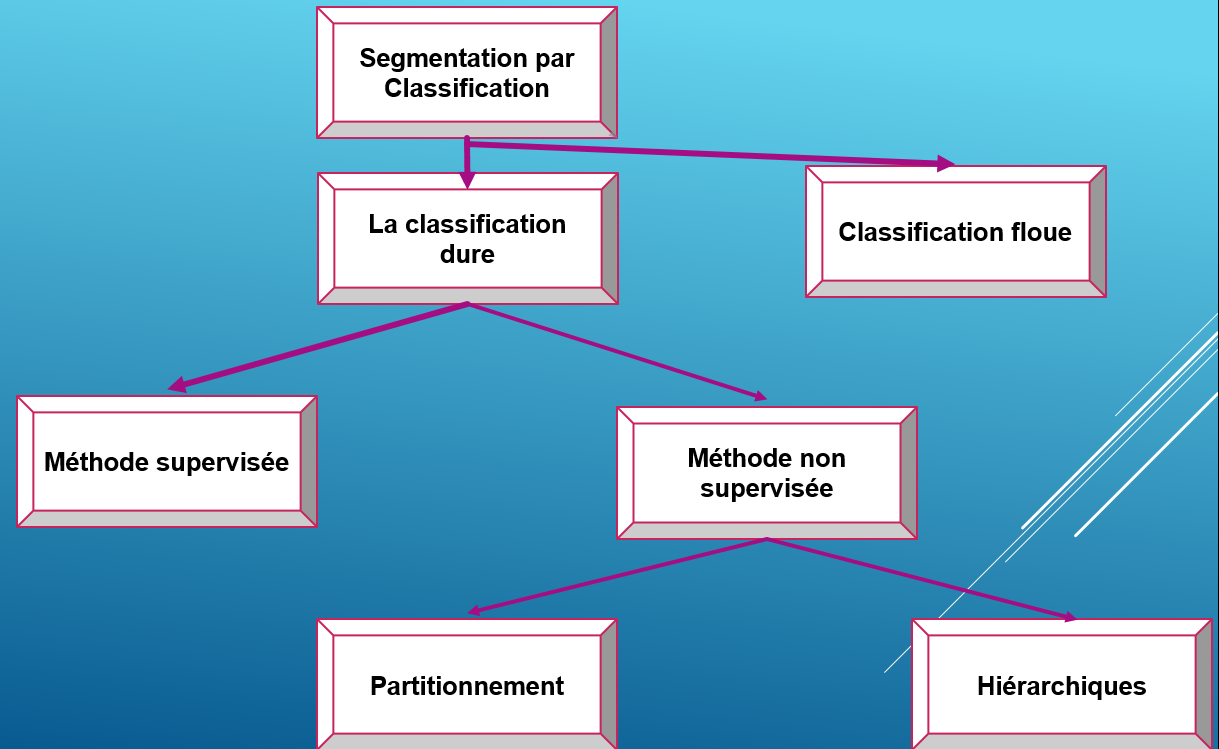 Segmentation par
Classification
La classification
dure
Classification floue
Méthode supervisée
Méthode non
supervisée
Partitionnement
Hiérarchiques